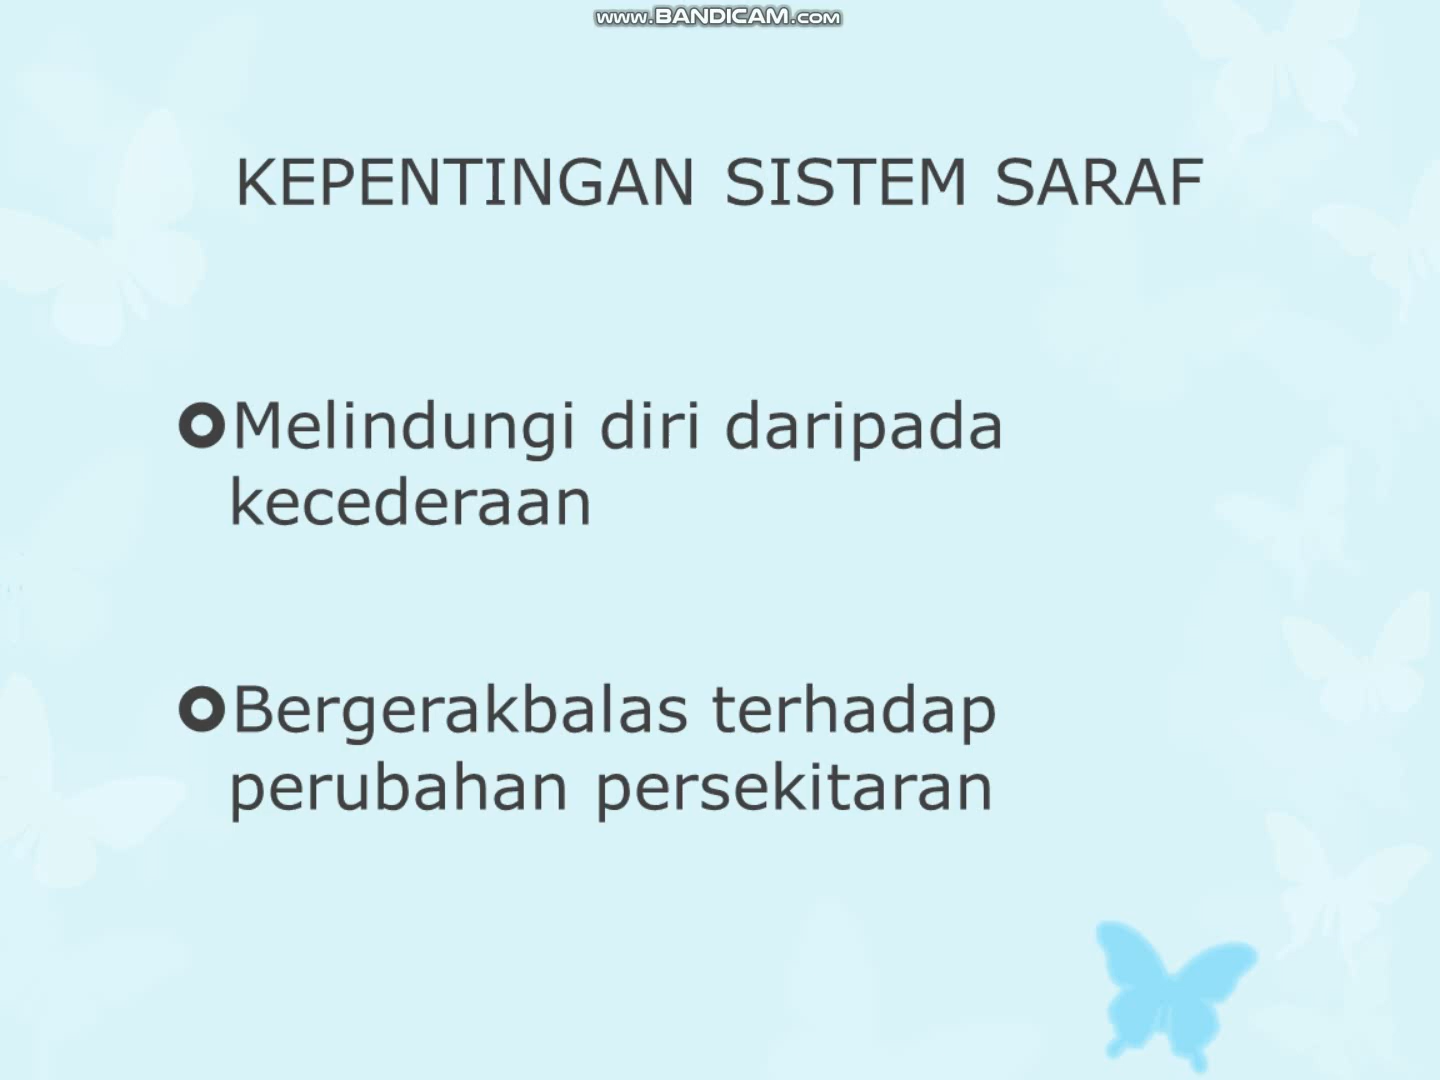 www.BANDICAM.com
KEPENTINGAN SISTEM SARAF
Melindungi diri daripada
kecederaan
Bergerakbalas terhadap
perubahan persekitaran